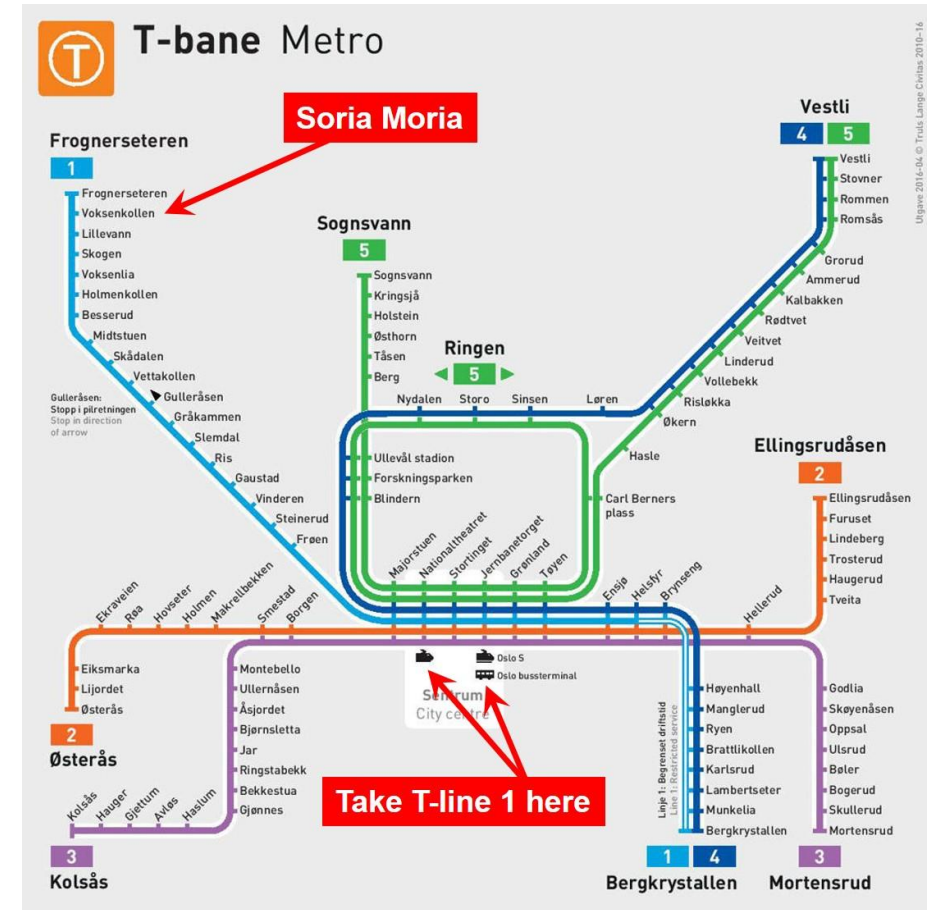 T
T-bane Metro
Utgave 2016-04 © Truls Lange Civitas 2010-16
Soria Moria
Frognerseteren
1
Frognerseteren
Voksenkollen
Lillevann
Skogen
Voksenlia
Holmenkollen
Besserud
Midtstuen
Skådalen
Vettakollen
Gulleråsen
Gråkammen
Slemdal
Ris
Gaustad
Vinderen
Steinerud
Frøen
Gulleråsen:
Stopp i pilretningen
Stop in direction
of arrow
Sognsvann
5
Sognsvann
Kringsjå
Holstein
Østhorn
Tåsen
Berg
Ringen
5
Nydalen
Storo
Sinsen
Løren
Ullevål stadion
Forskningsparken
Blindern
Carl Berners
plass
Vestli
4 5
Vestli
Stovner
Rommen
Romsås
Grorud
Ammerud
Kalbakken
Rødtvet
Veitvet
Linderud
Vollebekk
Risløkka
Økern
Hasle
Ellingsrudåsen
2
Ellingsrudåsen
Furuset
Lindeberg
Trosterud
Haugerud
Tveita
Ekraveien
Røa
Hovseter
Holmen
Makrellbekken
Smestad
Borgen
Majorstuen
Nationaltheatret
Stortinget
Jernbanetorget
Grønland
Tøyen
Ensjø
Helsfyr
Brynseng
Hellerud
Eiksmarka
Lijordet
Østerås
2
Østerås
Montebello
Ullernåsen
Åsjordet
Bjørnsletta
Jar
Ringstabekk
Bekkestua
Gjønnes
Kolsås
Hauger
Gjettum
Avløs
Haslum
3
Kolsås
Oslo S
Oslo bussterminal
Sentrum
City centre
Take T-line 1 here
Linje 1: Begrenset driftstid
Line 1: Restricted service
Høyenhall
Manglerud
Ryen
Brattlikollen
Karlsrud
Lambertseter
Munkelia
Bergkrystallen
1 4
Bergkrystallen
Godlia
Skøyenåsen
Oppsal
Ulsrud
Bøler
Bogerud
Skullerud
Mortensrud
3
Mortensrud